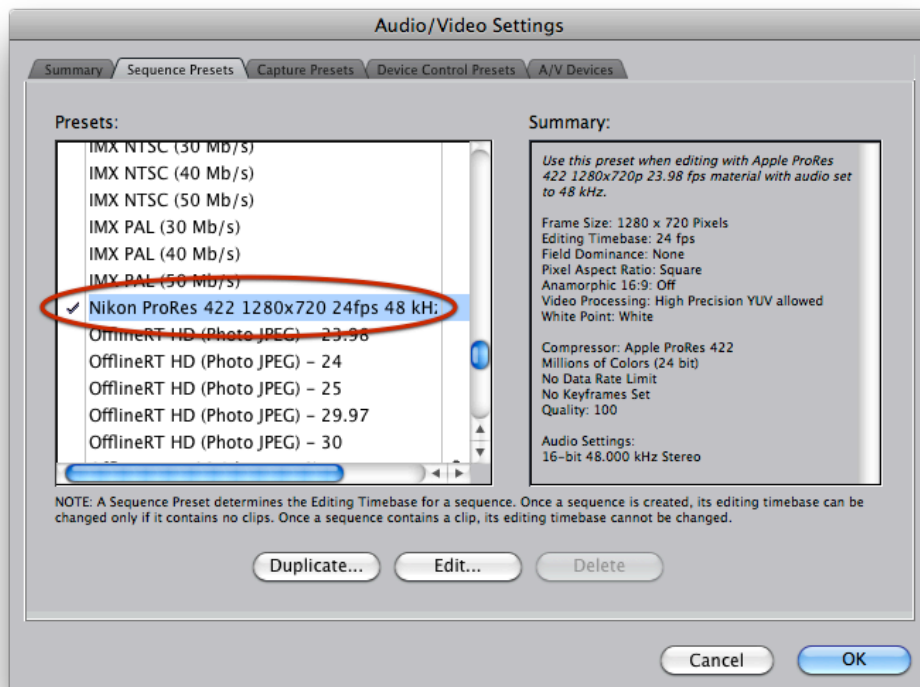 Audio/Video Settings
Summary Sequence Presets Capture Presets Device Control Presets A/V Devices
Presets:
IMX NTSC (30 Mb/s)
IMX NTSC (40 Mb/s)
IMX NTSC (50 Mb/s)
IMX PAL (30 Mb/s)
IMX PAL (40 Mb/s)
IMX PAL (50 Mb/s)
Nikon ProRes 422 1280x720 24fps 48 kHz
OfflineRT HD (Photo JPEG) – 23.98
OfflineRT HD (Photo JPEG) – 24
OfflineRT HD (Photo JPEG) – 25
OfflineRT HD (Photo JPEG) – 29.97
OfflineRT HD (Photo JPEG) – 30
Summary:
Use this preset when editing with Apple ProRes
422 1280x720p 23.98 fps material with audio set
to 48 kHz.
Frame Size: 1280 x 720 Pixels
Editing Timebase: 24 fps
Field Dominance: None
Pixel Aspect Ratio: Square
Anamorphic 16:9: Off
Video Processing: High Precision YUV allowed
White Point: White
Compressor: Apple ProRes 422
Millions of Colors (24 bit)
No Data Rate Limit
No Keyframes Set
Quality: 100
Audio Settings:
16-bit 48.000 kHz Stereo
NOTE: A Sequence Preset determines the Editing Timebase for a sequence. Once a sequence is created, its editing timebase can be
changed only if it contains no clips. Once a sequence contains a clip, its editing timebase cannot be changed.
Duplicate... Edit... Delete
Cancel OK